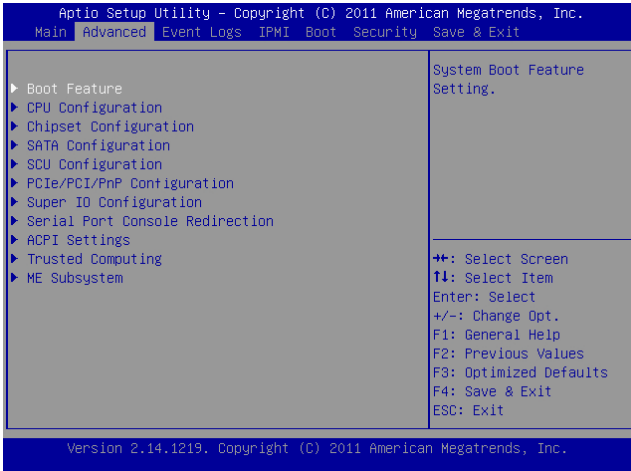 Aptio Setup Utility – Copyright (C) 2011 American Megatrends, Inc.
Main Advanced Event Logs IPMI Boot Security Save & Exit
Boot Feature
CPU Configuration
Chipset Configuration
SATA Configuration
SCU Configuration
PCIe/PCI/PnP Configuration
Super IO Configuration
Serial Port Console Redirection
ACPI Settings
Trusted Computing
ME Subsystem
System Boot Feature
Setting.
→←: Select Screen
↑↓: Select Item
Enter: Select
+/-: Change Opt.
F1: General Help
F2: Previous Values
F3: Optimized Defaults
F4: Save & Exit
ESC: Exit
Version 2.14.1219. Copyright (C) 2011 American Megatrends, Inc.